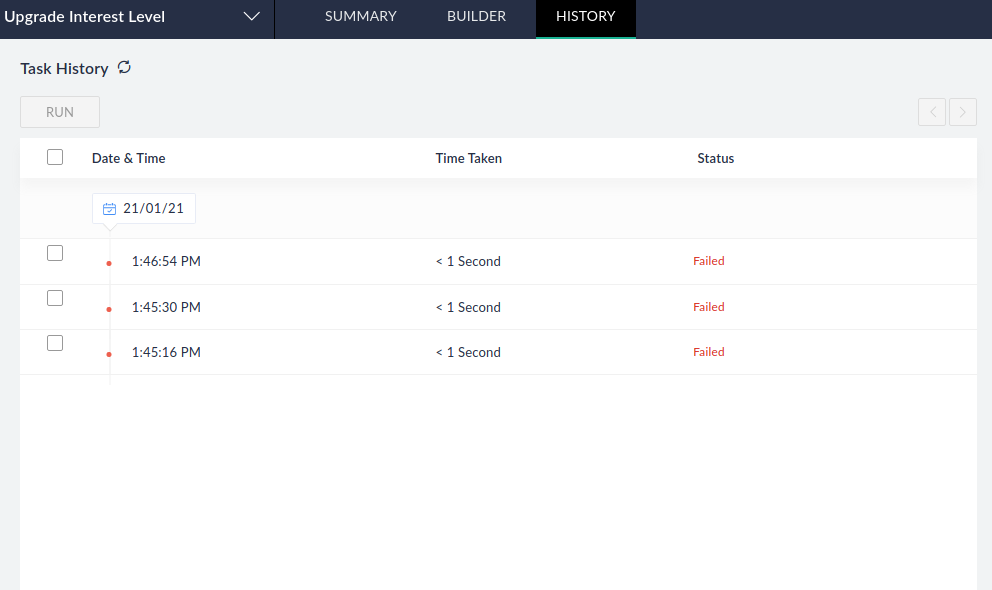 Upgrade Interest Level SUMMARY BUILDER HISTORY
Task History
RUN
Date & Time Time Taken Status
21/01/21
1:46:54 PM < 1 Second Failed
1:45:30 PM < 1 Second Failed
1:45:16 PM < 1 Second Failed